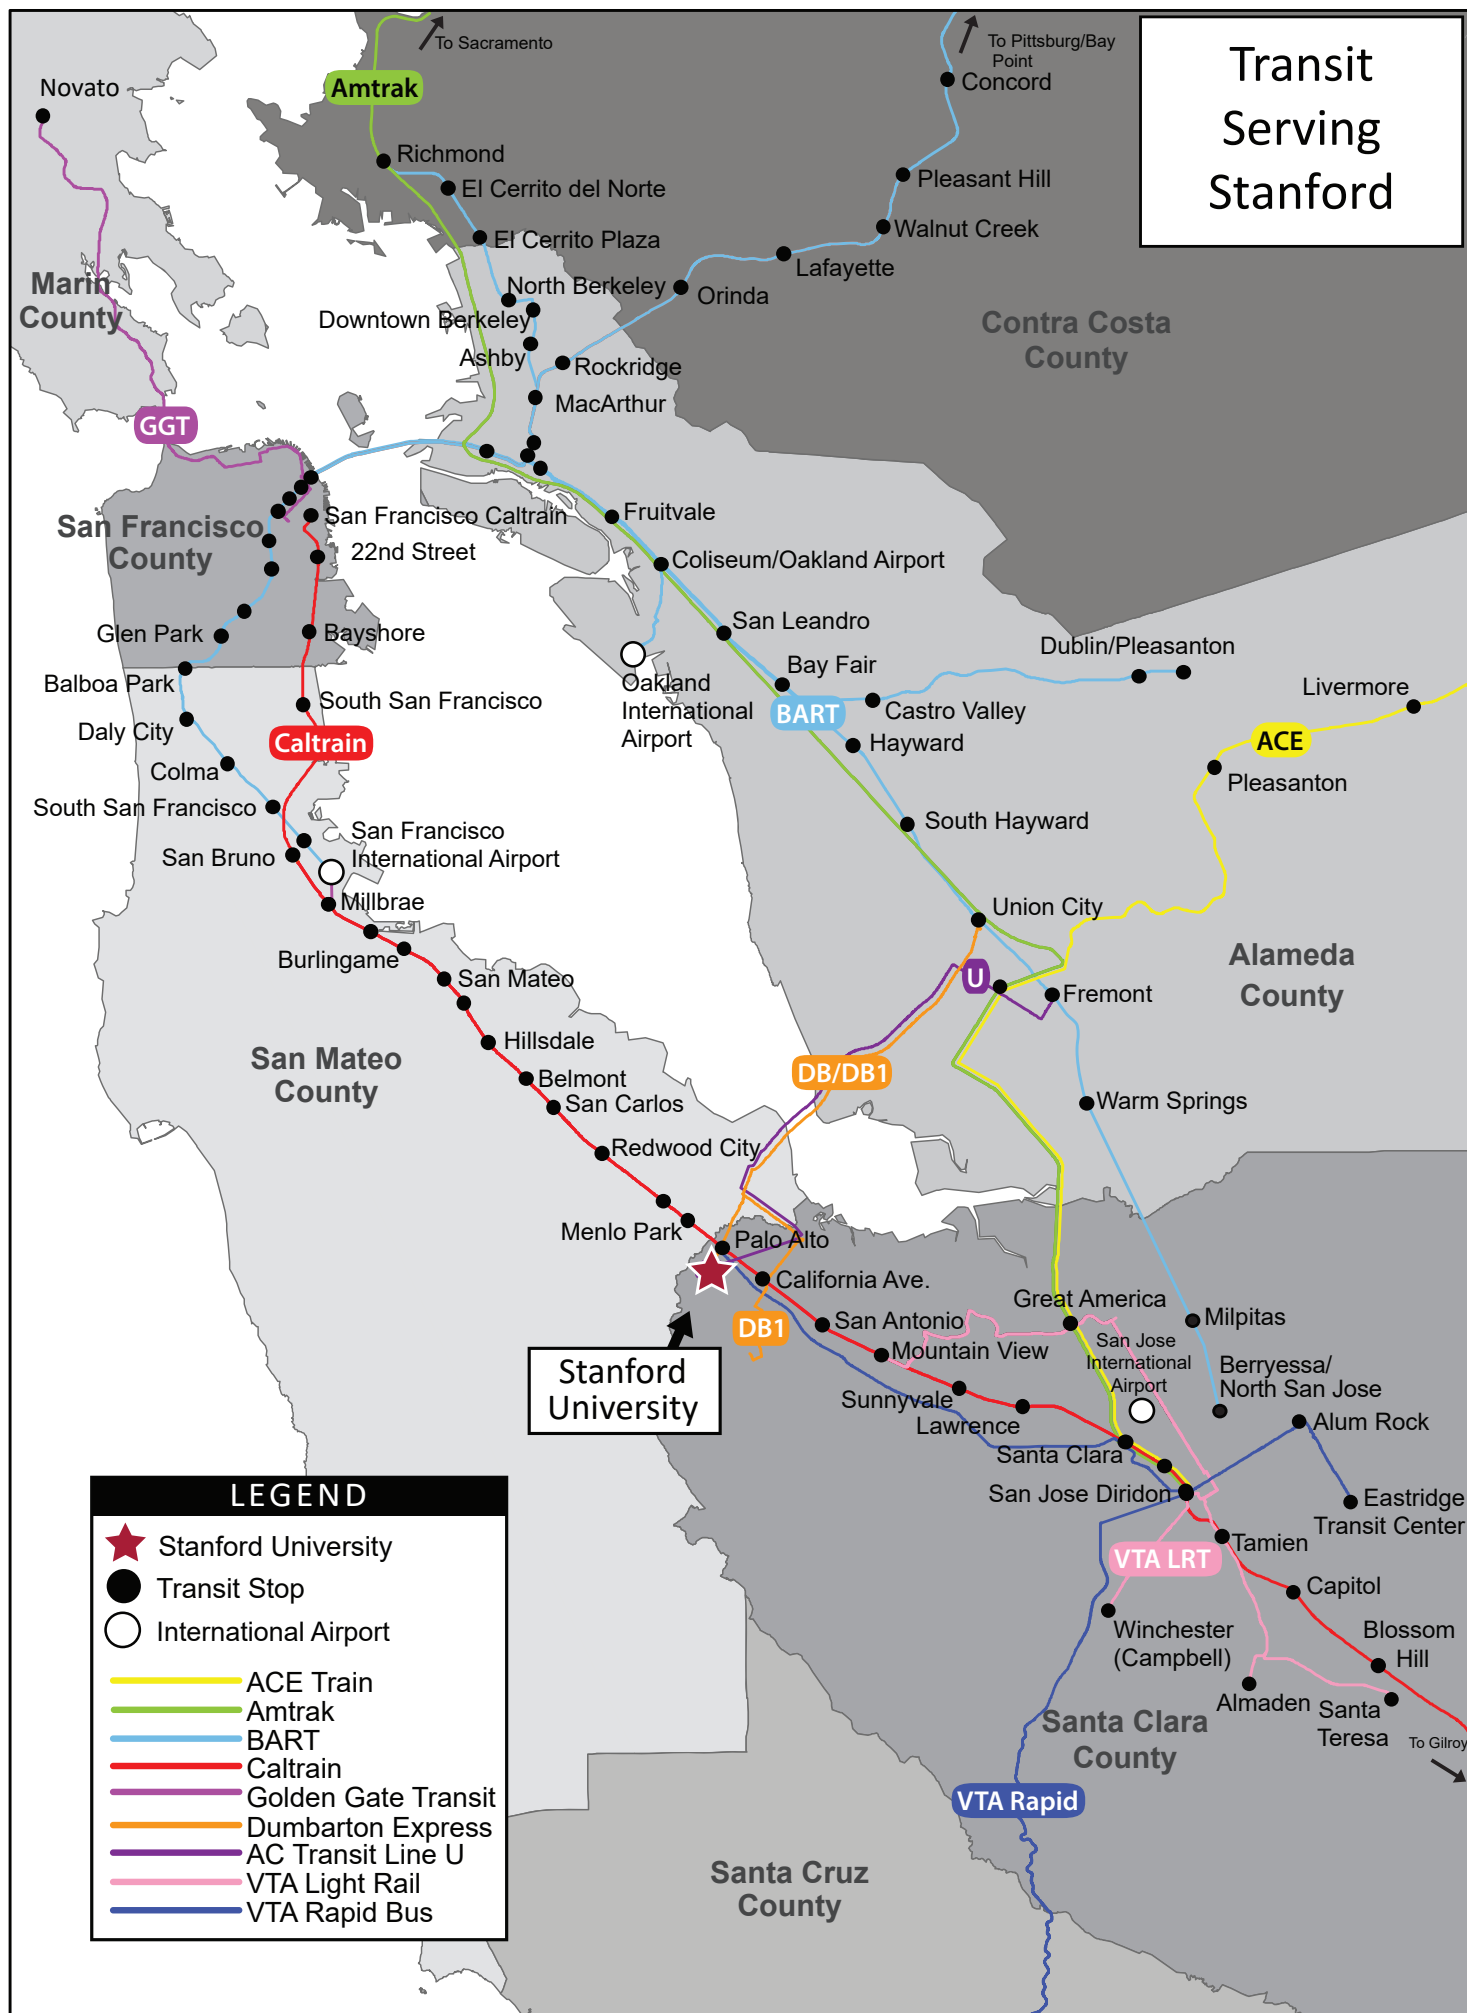 Transit
Serving
Stanford
To Sacramento
To Pittsburg/Bay
Point
Concord
Novato
Amtrak
Richmond
El Cerrito del Norte
Pleasant Hill
El Cerrito Plaza
Walnut Creek
Lafayette
Marin
County
North Berkeley
Orinda
Downtown Berkeley
Contra Costa
County
Ashby
Rockridge
MacArthur
GGT
San Francisco
County
San Francisco Caltrain
Fruitvale
22nd Street
Coliseum/Oakland Airport
Glen Park
Bayshore
San Leandro
Dublin/Pleasanton
Bay Fair
Balboa Park
Oakland
International
Airport
South San Francisco
BART
Castro Valley
Livermore
Daly City
Caltrain
Hayward
ACE
Colma
Pleasanton
South San Francisco
San Francisco
International Airport
South Hayward
San Bruno
Millbrae
Union City
Burlingame
San Mateo
U
Fremont
Alameda
County
Hillsdale
San Mateo
County
DB/DB1
Belmont
San Carlos
Warm Springs
Redwood City
Menlo Park
Palo Alto
California Ave.
Great America
DB1
San Antonio
Milpitas
Mountain View
San Jose
International
Airport
Stanford
University
Berryessa/
North San Jose
Sunnyvale
Lawrence
Alum Rock
Santa Clara
San Jose Diridon
Eastridge
Transit Center
VTA LRT
Tamien
Capitol
Winchester
(Campbell)
Blossom
Hill
Almaden
Santa
Teresa
Santa Clara
County
To Gilroy
VTA Rapid
Santa Cruz
County
LEGEND
Stanford University
Transit Stop
International Airport
ACE Train
Amtrak
BART
Caltrain
Golden Gate Transit
Dumbarton Express
AC Transit Line U
VTA Light Rail
VTA Rapid Bus